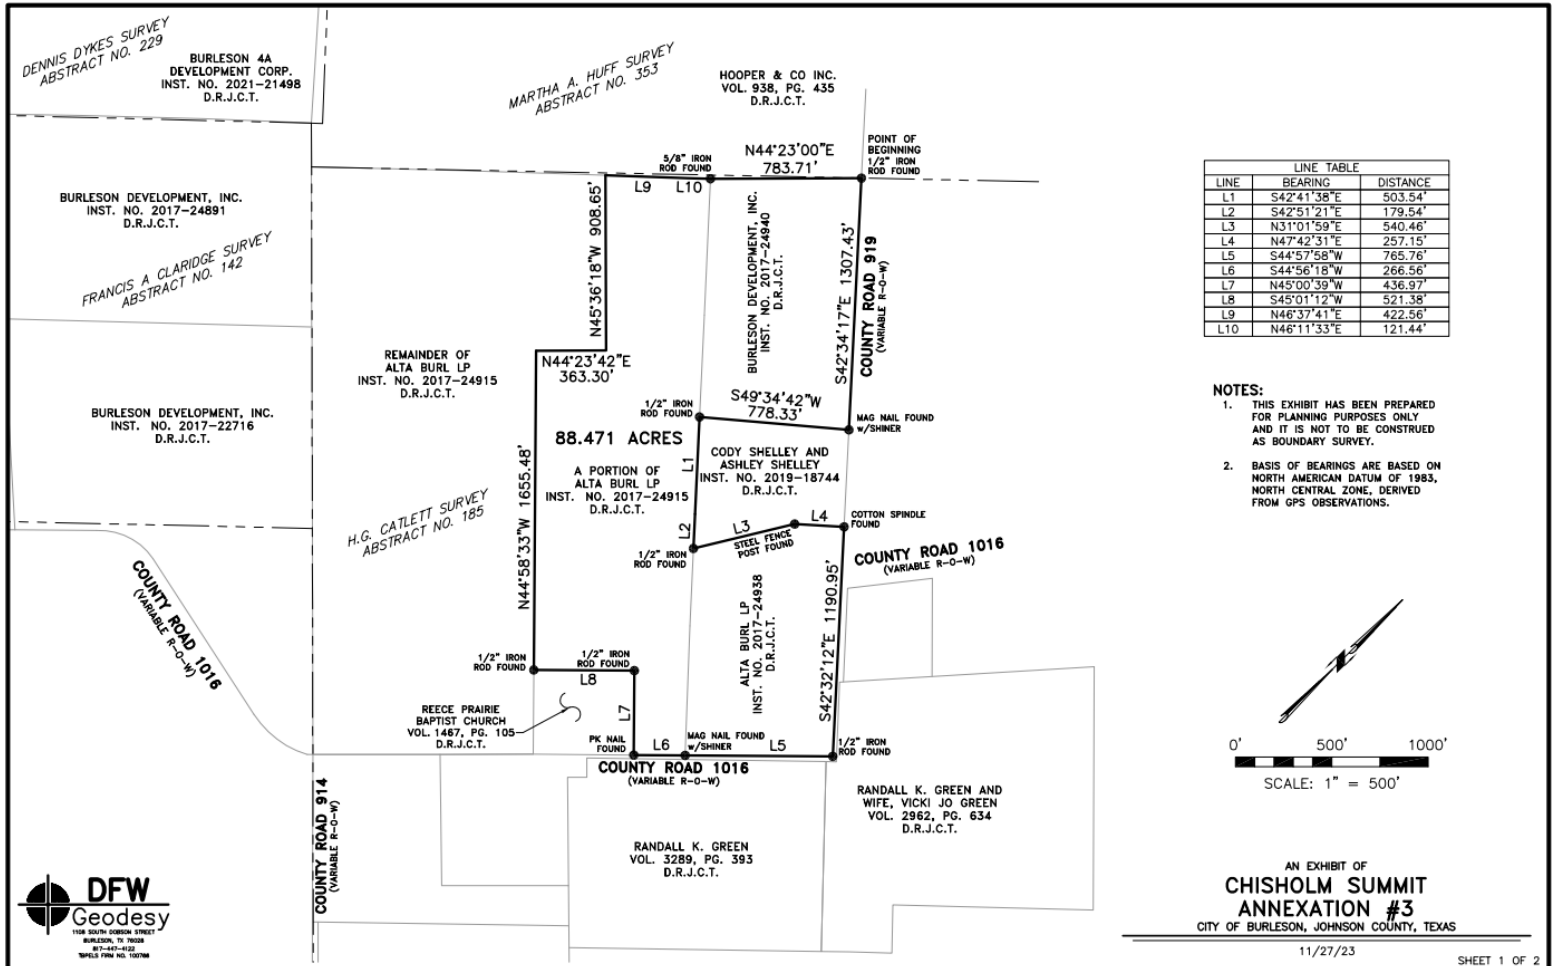 DENNIS DYKES SURVEY
ABSTRACT NO. 229
BURLESON 4A
DEVELOPMENT CORP.
INST. NO. 2021-21498
D.R.J.C.T.
MARTHA A. HUFF SURVEY
ABSTRACT NO. 353
HOOPER & CO INC.
VOL. 938, PG. 435
D.R.J.C.T.
POINT OF
BEGINNING
1/2" IRON
ROD FOUND
N44°23'00"E
783.71'
5/8" IRON
ROD FOUND
L9
L10
BURLESON DEVELOPMENT, INC.
INST. NO. 2017-24891
D.R.J.C.T.
FRANCIS A CLARIDGE SURVEY
ABSTRACT NO. 142
N45°36'18"W 908.65'
BURLESON DEVELOPMENT, INC.
INST. NO. 2017-24940
D.R.J.C.T.
S42°34'17"E 1307.43'
COUNTY ROAD 919
(VARIABLE R-O-W)
REMAINDER OF
ALTA BURL LP
INST. NO. 2017-24915
D.R.J.C.T.
N44°23'42"E
363.30'
BURLESON DEVELOPMENT, INC.
INST. NO. 2017-22716
D.R.J.C.T.
1/2" IRON
ROD FOUND
S49°34'42"W
778.33'
MAG NAIL FOUND
w/SHINER
88.471 ACRES
A PORTION OF
ALTA BURL LP
INST. NO. 2017-24915
D.R.J.C.T.
L1
CODY SHELLEY AND
ASHLEY SHELLEY
INST. NO. 2019-18744
D.R.J.C.T.
H.G. CATLETT SURVEY
ABSTRACT NO. 185
N44°58'33"W 1655.48'
L2
L3
L4
STEEL FENCE
POST FOUND
COTTON SPINDLE
FOUND
1/2" IRON
ROD FOUND
COUNTY ROAD 1016
(VARIABLE R-O-W)
COUNTY ROAD 1016
(VARIABLE R-O-W)
ALTA BURL LP
INST. NO. 2017-24938
D.R.J.C.T.
S42°32'12"E 1190.95'
1/2" IRON
ROD FOUND
1/2" IRON
ROD FOUND
L8
REECE PRAIRIE
BAPTIST CHURCH
VOL. 1467, PG. 105
D.R.J.C.T.
L7
PK NAIL
FOUND
L6
MAG NAIL FOUND
w/SHINER
L5
1/2" IRON
ROD FOUND
COUNTY ROAD 1016
(VARIABLE R-O-W)
COUNTY ROAD 914
(VARIABLE R-O-W)
RANDALL K. GREEN
VOL. 3289, PG. 393
D.R.J.C.T.
RANDALL K. GREEN AND
WIFE, VICKI JO GREEN
VOL. 2962, PG. 634
D.R.J.C.T.
LINE TABLE
LINE BEARING DISTANCE
L1 S42°41'38"E 503.54'
L2 S42°51'21"E 179.54'
L3 N31°01'59"E 540.46'
L4 N47°42'31"E 257.15'
L5 S44°57'58"W 765.76'
L6 S44°56'18"W 266.56'
L7 N45°00'39"W 436.97'
L8 S45°01'12"W 521.38'
L9 N46°37'41"E 422.56'
L10 N46°11'33"E 121.44'
NOTES:
1. THIS EXHIBIT HAS BEEN PREPARED
FOR PLANNING PURPOSES ONLY
AND IT IS NOT TO BE CONSTRUED
AS BOUNDARY SURVEY.
2. BASIS OF BEARINGS ARE BASED ON
NORTH AMERICAN DATUM OF 1983,
NORTH CENTRAL ZONE, DERIVED
FROM GPS OBSERVATIONS.
0' 500' 1000'
SCALE: 1" = 500'
AN EXHIBIT OF
CHISHOLM SUMMIT
ANNEXATION #3
CITY OF BURLESON, JOHNSON COUNTY, TEXAS
11/27/23
SHEET 1 OF 2
DFW
Geodesy
1108 SOUTH DOBSON STREET
BURLESON, TX 76028
817-447-4122
TBPELS FIRM NO. 100766